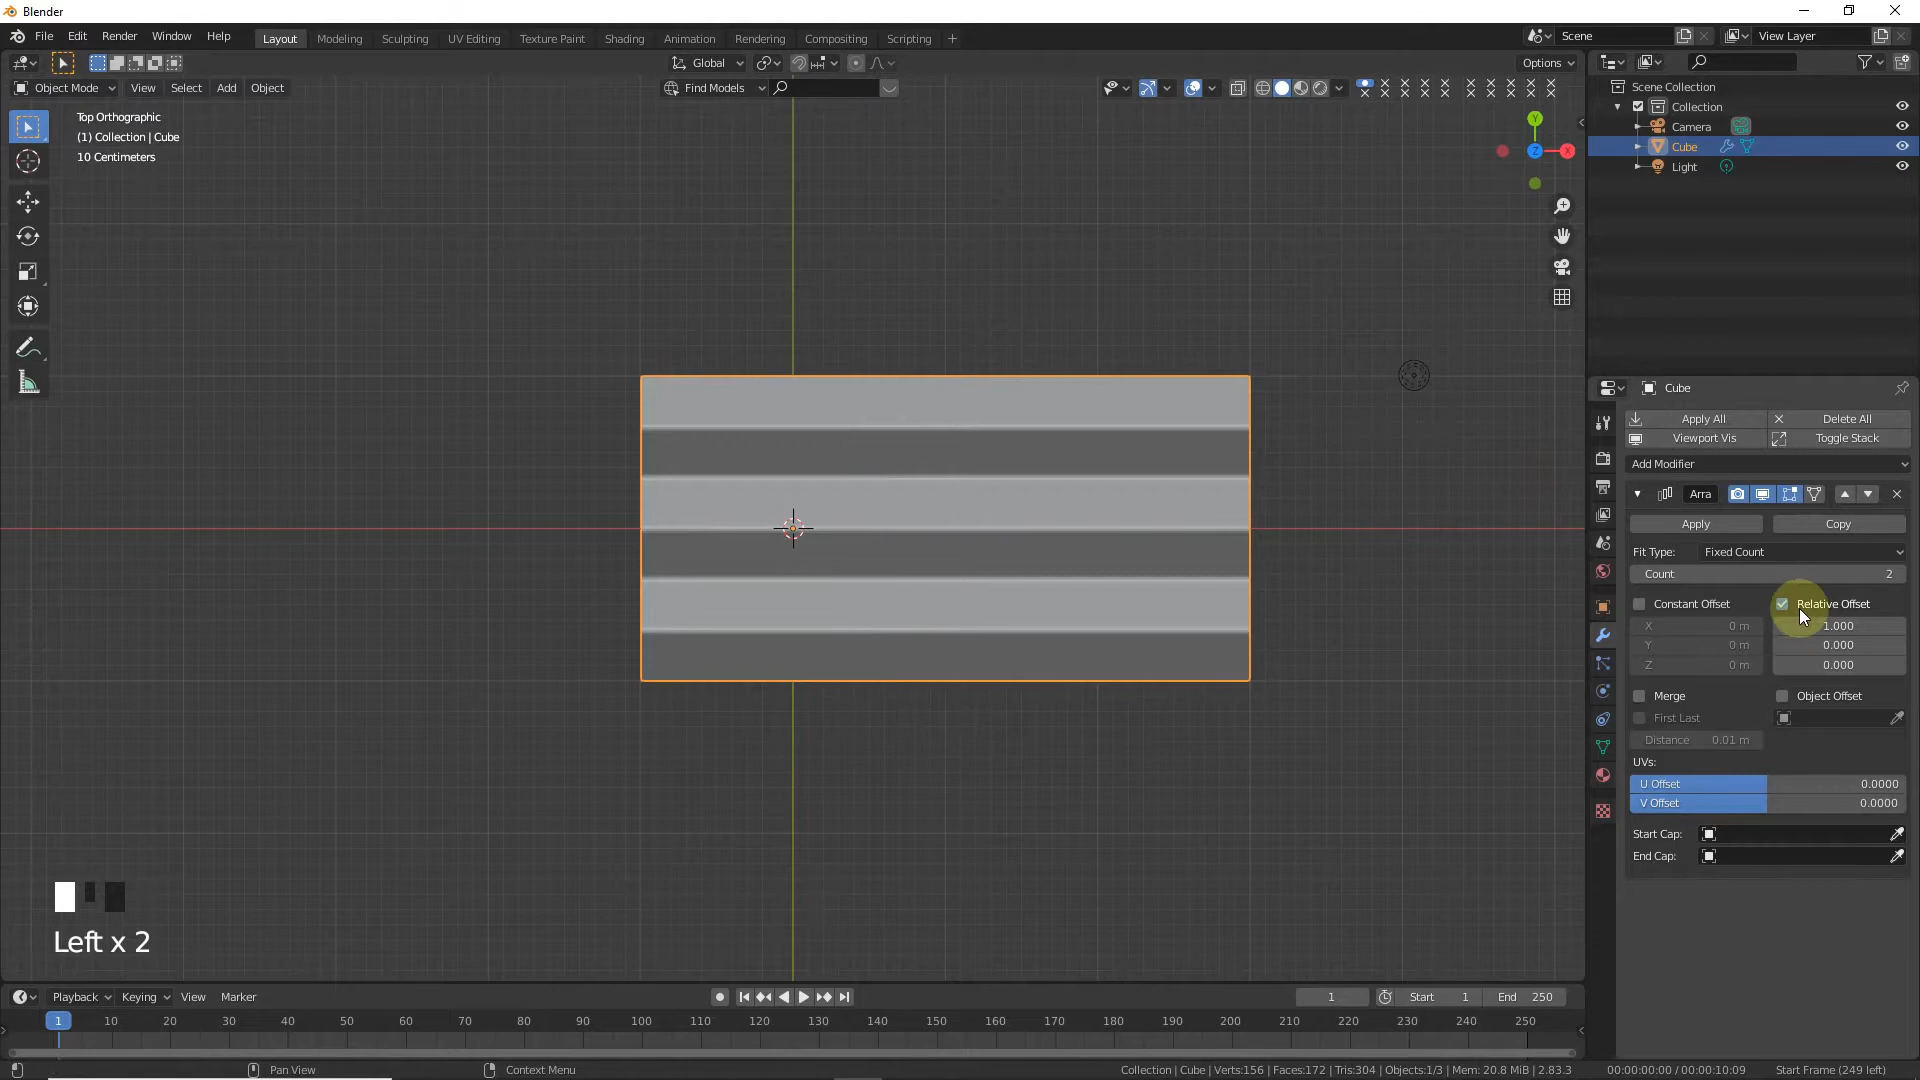 Blender
File Edit Render Window Help
Layout Modeling Sculpting UV Editing Texture Paint Shading Animation Rendering Compositing Scripting
Scene
View Layer
Global
Options
Object Mode View Select Add Object
Find Models
Top Orthographic
(1) Collection | Cube
10 Centimeters
Y
Z
X
Scene Collection
Collection
Camera
Cube
Light
Cube
Apply All Delete All
Viewport Vis Toggle Stack
Add Modifier
Arra
Apply Copy
Fit Type: Fixed Count
Count 2
Constant Offset Relative Offset
X 0 m 1.000
Y 0 m 0.000
Z 0 m 0.000
Merge Object Offset
First Last
Distance 0.01 m
UVs:
U Offset 0.0000
V Offset 0.0000
Start Cap:
End Cap:
Left x 2
Playback Keying View Marker
1 Start 1 End 250
1 10 20 30 40 50 60 70 80 90 100 110 120 130 140 150 160 170 180 190 200 210 220 230 240 250
Pan View Context Menu
Collection | Cube | Verts:156 | Faces:172 | Tris:304 | Objects:1/3 | Mem: 20.8 MiB | 2.83.3
00:00:00:00 / 00:00:10:09 Start Frame (249 left)